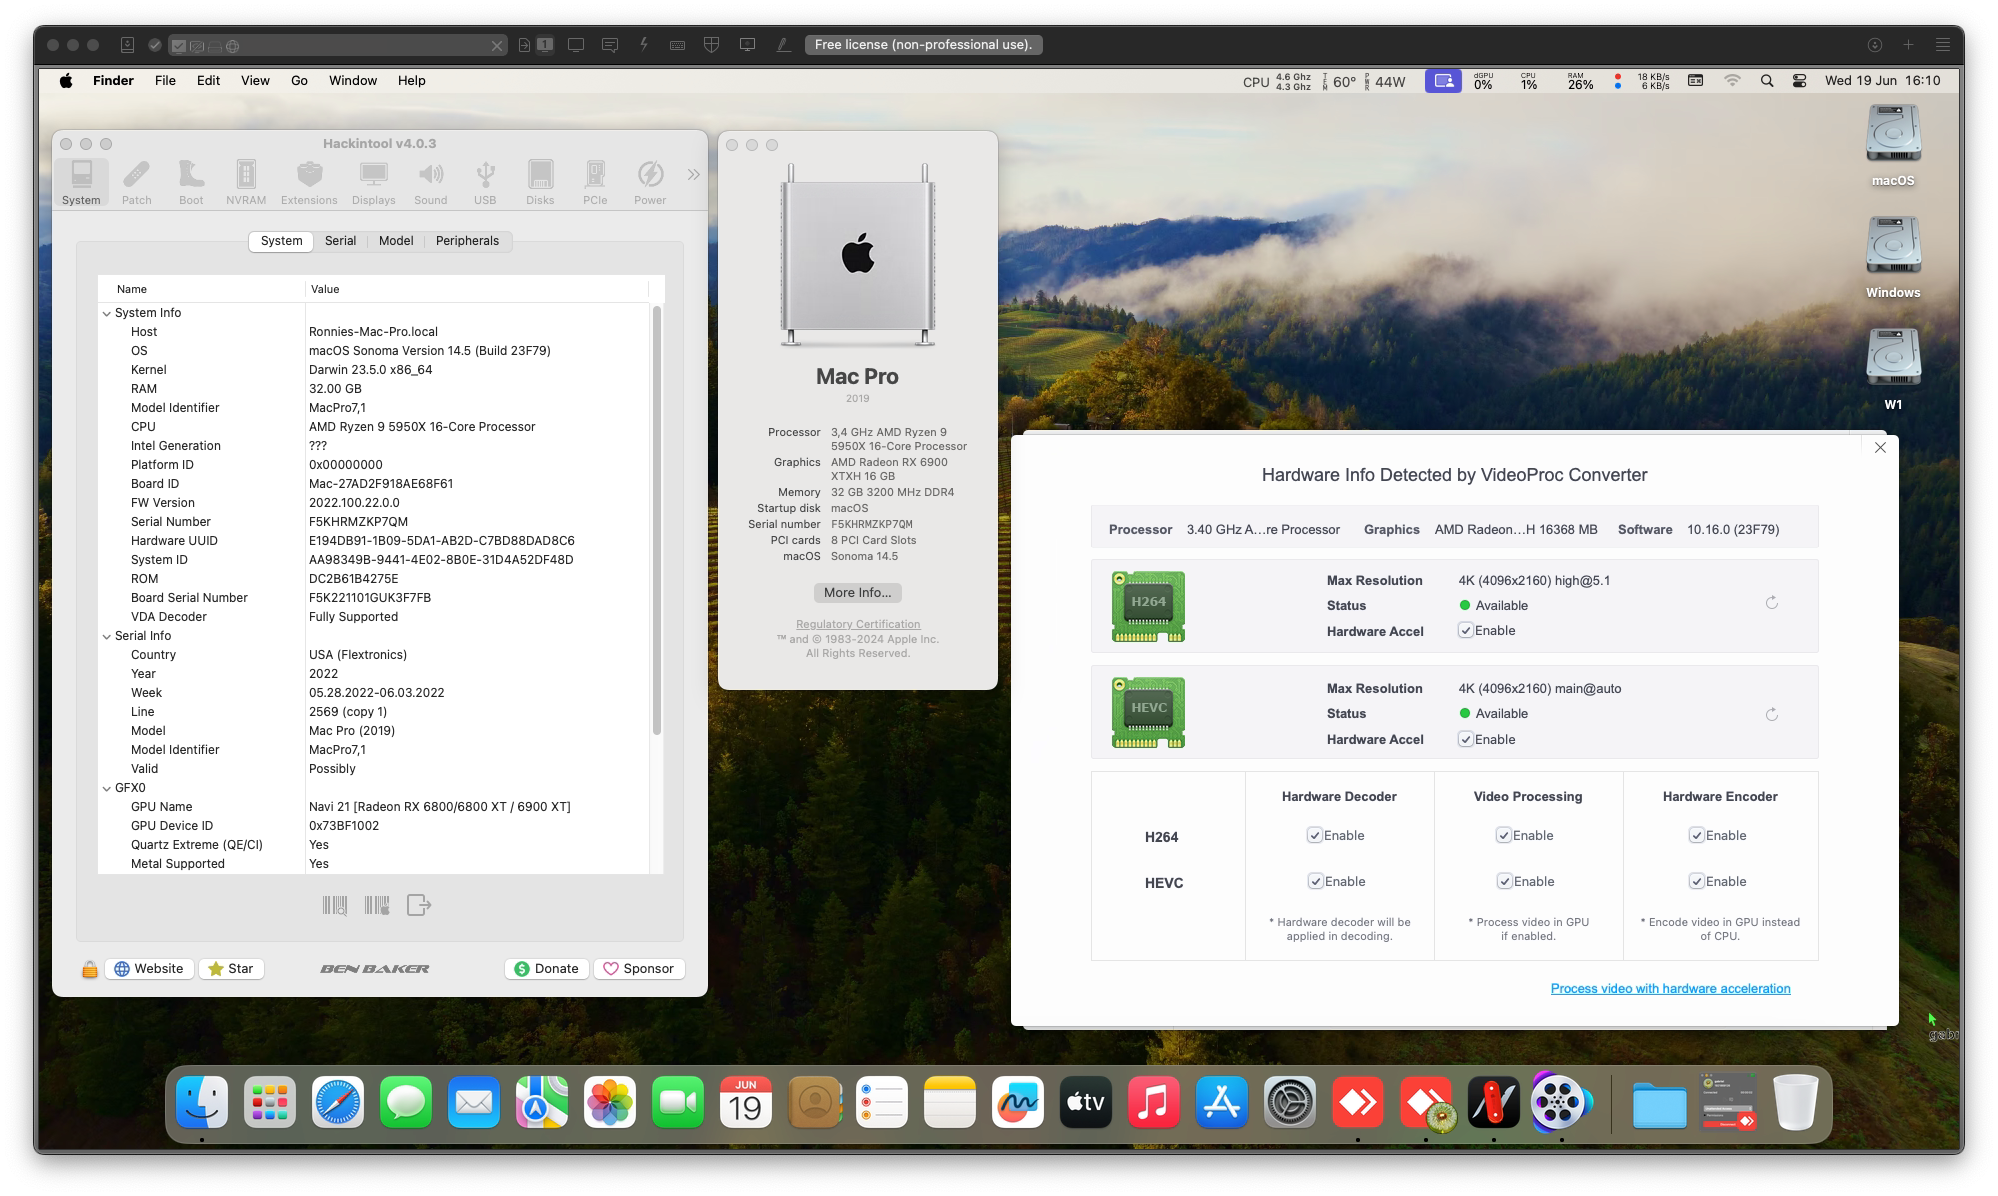 Free license (non-professional use).
Finder File Edit View Go Window Help
CPU 4.6 Ghz 4.3 Ghz TEM 60° PWR 44W dGPU 0% CPU 1% RAM 26% 18 KB/s 6 KB/s Wed 19 Jun 16:10
macOS
Windows
W1
Hackintool v4.0.3
System Patch Boot NVRAM Extensions Displays Sound USB Disks PCIe Power
System Serial Model Peripherals
Name Value
System Info
Host Ronnies-Mac-Pro.local
OS macOS Sonoma Version 14.5 (Build 23F79)
Kernel Darwin 23.5.0 x86_64
RAM 32.00 GB
Model Identifier MacPro7,1
CPU AMD Ryzen 9 5950X 16-Core Processor
Intel Generation ???
Platform ID 0x00000000
Board ID Mac-27AD2F918AE68F61
FW Version 2022.100.22.0.0
Serial Number F5KHRMZKP7QM
Hardware UUID E194DB91-1B09-5DA1-AB2D-C7BD88DAD8C6
System ID AA98349B-9441-4E02-8B0E-31D4A52DF48D
ROM DC2B61B4275E
Board Serial Number F5K221101GUK3F7FB
VDA Decoder Fully Supported
Serial Info
Country USA (Flextronics)
Year 2022
Week 05.28.2022-06.03.2022
Line 2569 (copy 1)
Model Mac Pro (2019)
Model Identifier MacPro7,1
Valid Possibly
GFX0
GPU Name Navi 21 [Radeon RX 6800/6800 XT / 6900 XT]
GPU Device ID 0x73BF1002
Quartz Extreme (QE/CI) Yes
Metal Supported Yes
Website Star BEN BAKER Donate Sponsor
Mac Pro
2019
Processor 3,4 GHz AMD Ryzen 9
5950X 16-Core Processor
Graphics AMD Radeon RX 6900
XTXH 16 GB
Memory 32 GB 3200 MHz DDR4
Startup disk macOS
Serial number F5KHRMZKP7QM
PCI cards 8 PCI Card Slots
macOS Sonoma 14.5
More Info...
Regulatory Certification
™ and © 1983-2024 Apple Inc.
All Rights Reserved.
Hardware Info Detected by VideoProc Converter
Processor 3.40 GHz A...re Processor Graphics AMD Radeon...H 16368 MB Software 10.16.0 (23F79)
H264
Max Resolution 4K (4096x2160) high@5.1
Status Available
Hardware Accel Enable
HEVC
Max Resolution 4K (4096x2160) main@auto
Status Available
Hardware Accel Enable
Hardware Decoder Video Processing Hardware Encoder
H264 Enable Enable Enable
HEVC Enable Enable Enable
* Hardware decoder will be applied in decoding.
* Process video in GPU if enabled.
* Encode video in GPU instead of CPU.
Process video with hardware acceleration
JUN
19
tv